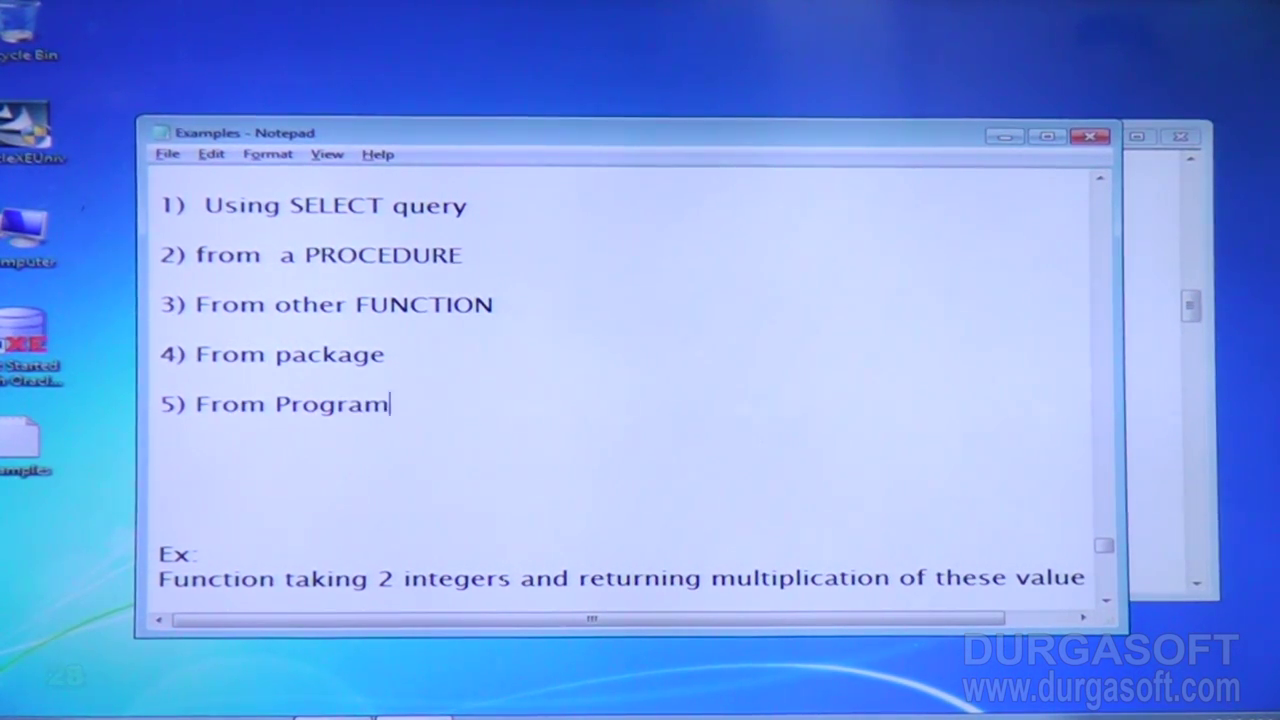 Examples - Notepad
File Edit Format View Help
1) Using SELECT query
2) from a PROCEDURE
3) From other FUNCTION
4) From package
5) From Program
Ex:
Function taking 2 integers and returning multiplication of these value
cycle Bin
mputer
Started
Oracl...
XE
amples
28
DURGASOFT
www.durgasoft.com